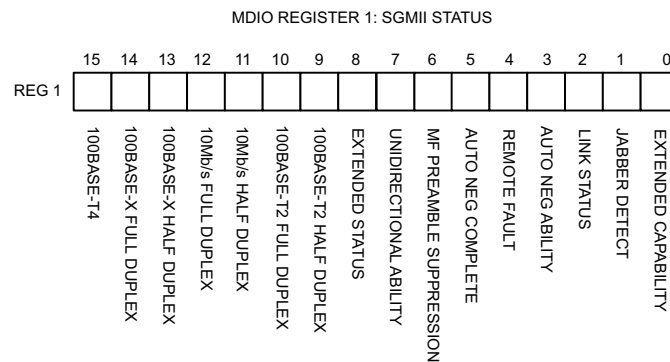 MDIO REGISTER 1: SGMII STATUS
15 14 13 12 11 10 9 8 7 6 5 4 3 2 1 0
REG 1
100BASE-T4
100BASE-X FULL DUPLEX
100BASE-X HALF DUPLEX
10Mb/s FULL DUPLEX
10Mb/s HALF DUPLEX
100BASE-T2 FULL DUPLEX
100BASE-T2 HALF DUPLEX
EXTENDED STATUS
UNIDIRECTIONAL ABILITY
MF PREAMBLE SUPPRESSION
AUTO NEG COMPLETE
REMOTE FAULT
AUTO NEG ABILITY
LINK STATUS
JABBER DETECT
EXTENDED CAPABILITY